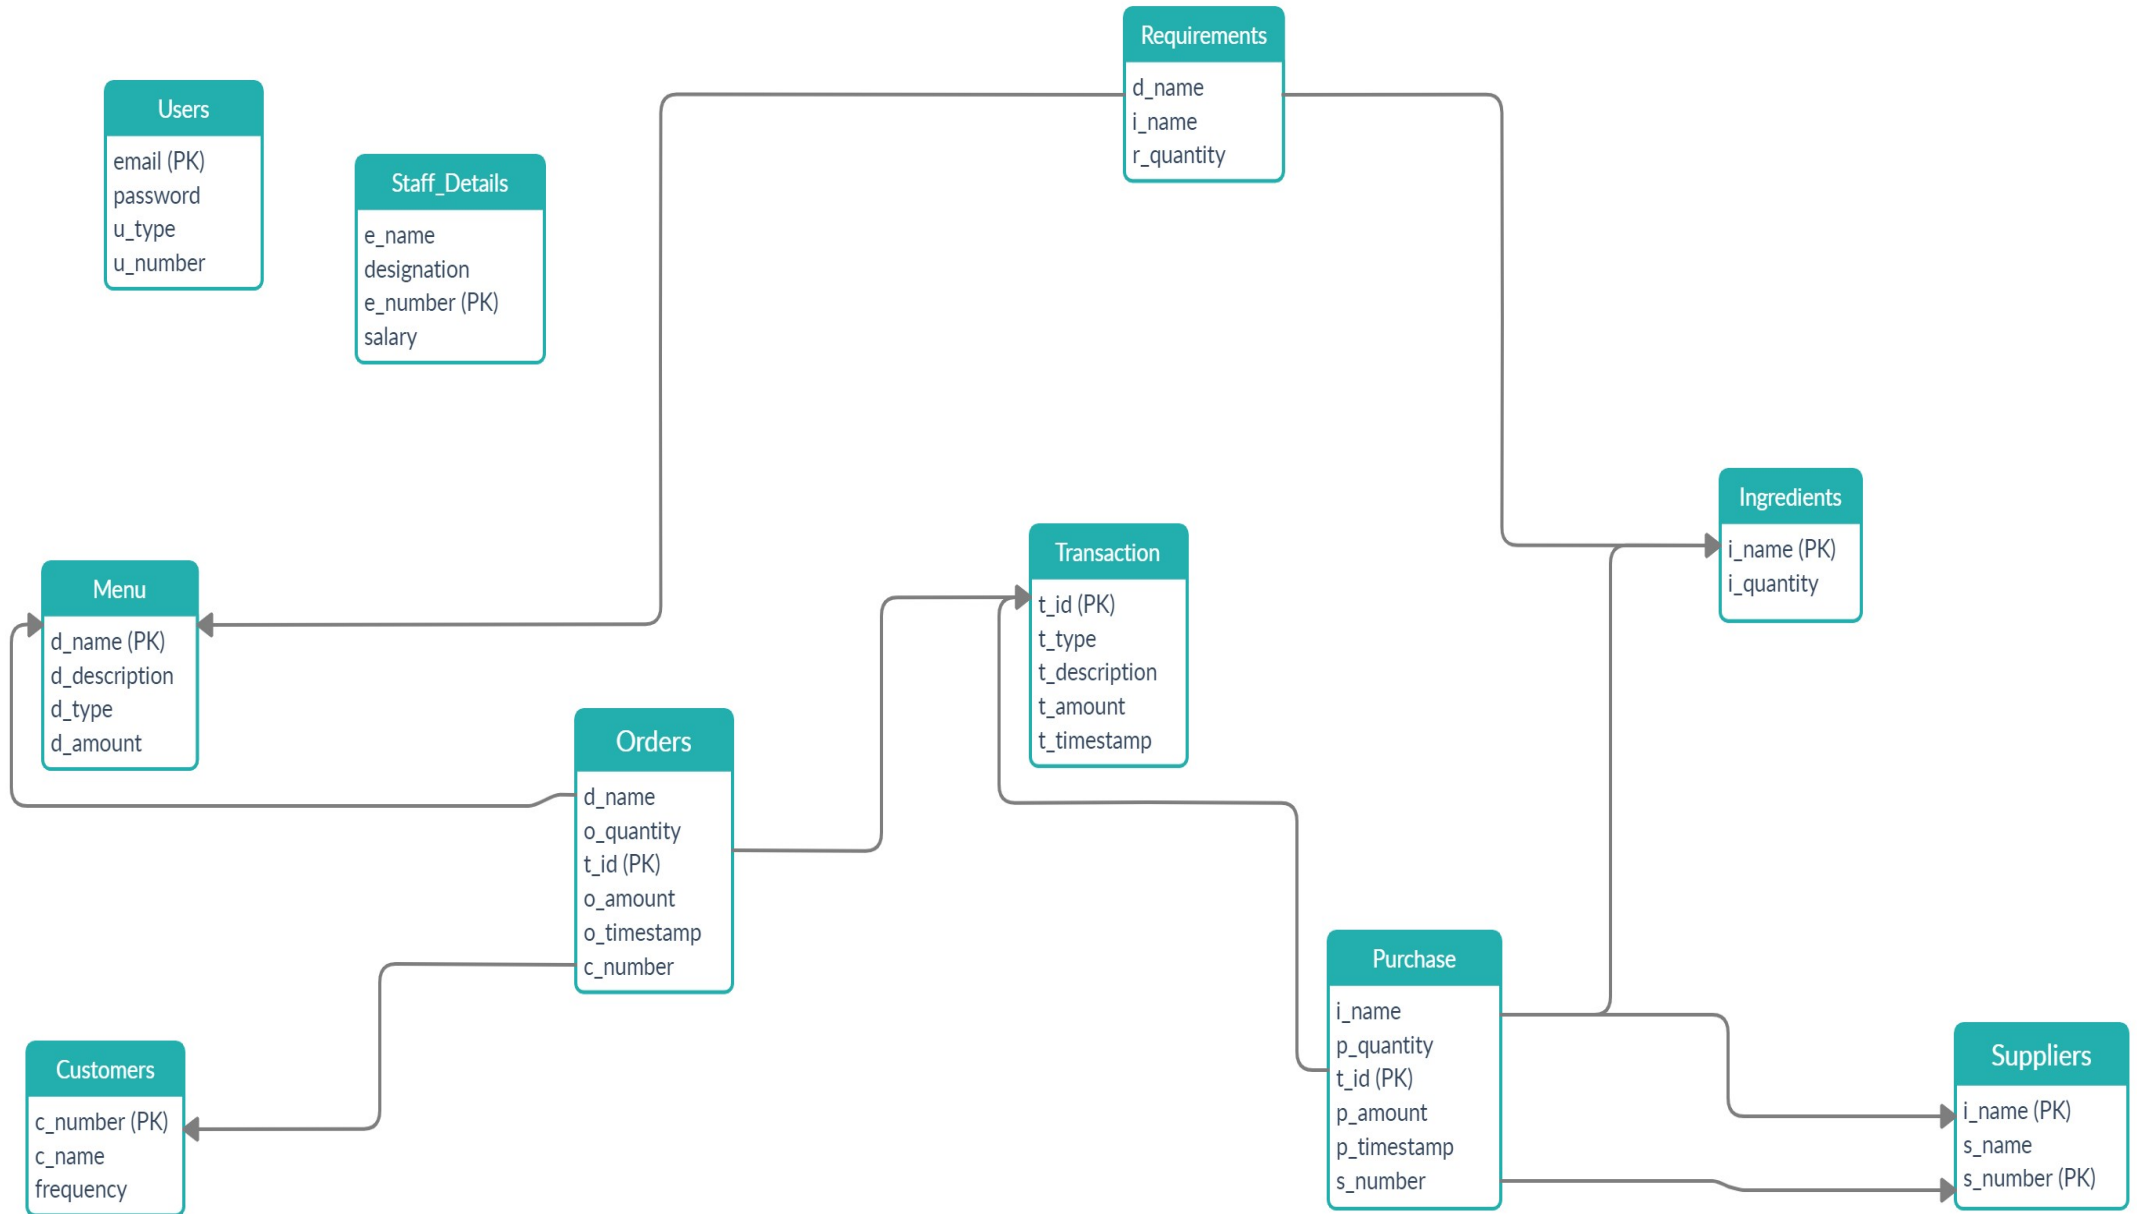 Requirements
d_name
i_name
r_quantity
Users
email (PK)
password
u_type
u_number
Staff_Details
e_name
designation
e_number (PK)
salary
Ingredients
i_name (PK)
i_quantity
Transaction
t_id (PK)
t_type
t_description
t_amount
t_timestamp
Menu
d_name (PK)
d_description
d_type
d_amount
Orders
d_name
o_quantity
t_id (PK)
o_amount
o_timestamp
c_number
Purchase
i_name
p_quantity
t_id (PK)
p_amount
p_timestamp
s_number
Suppliers
i_name (PK)
s_name
s_number (PK)
Customers
c_number (PK)
c_name
frequency